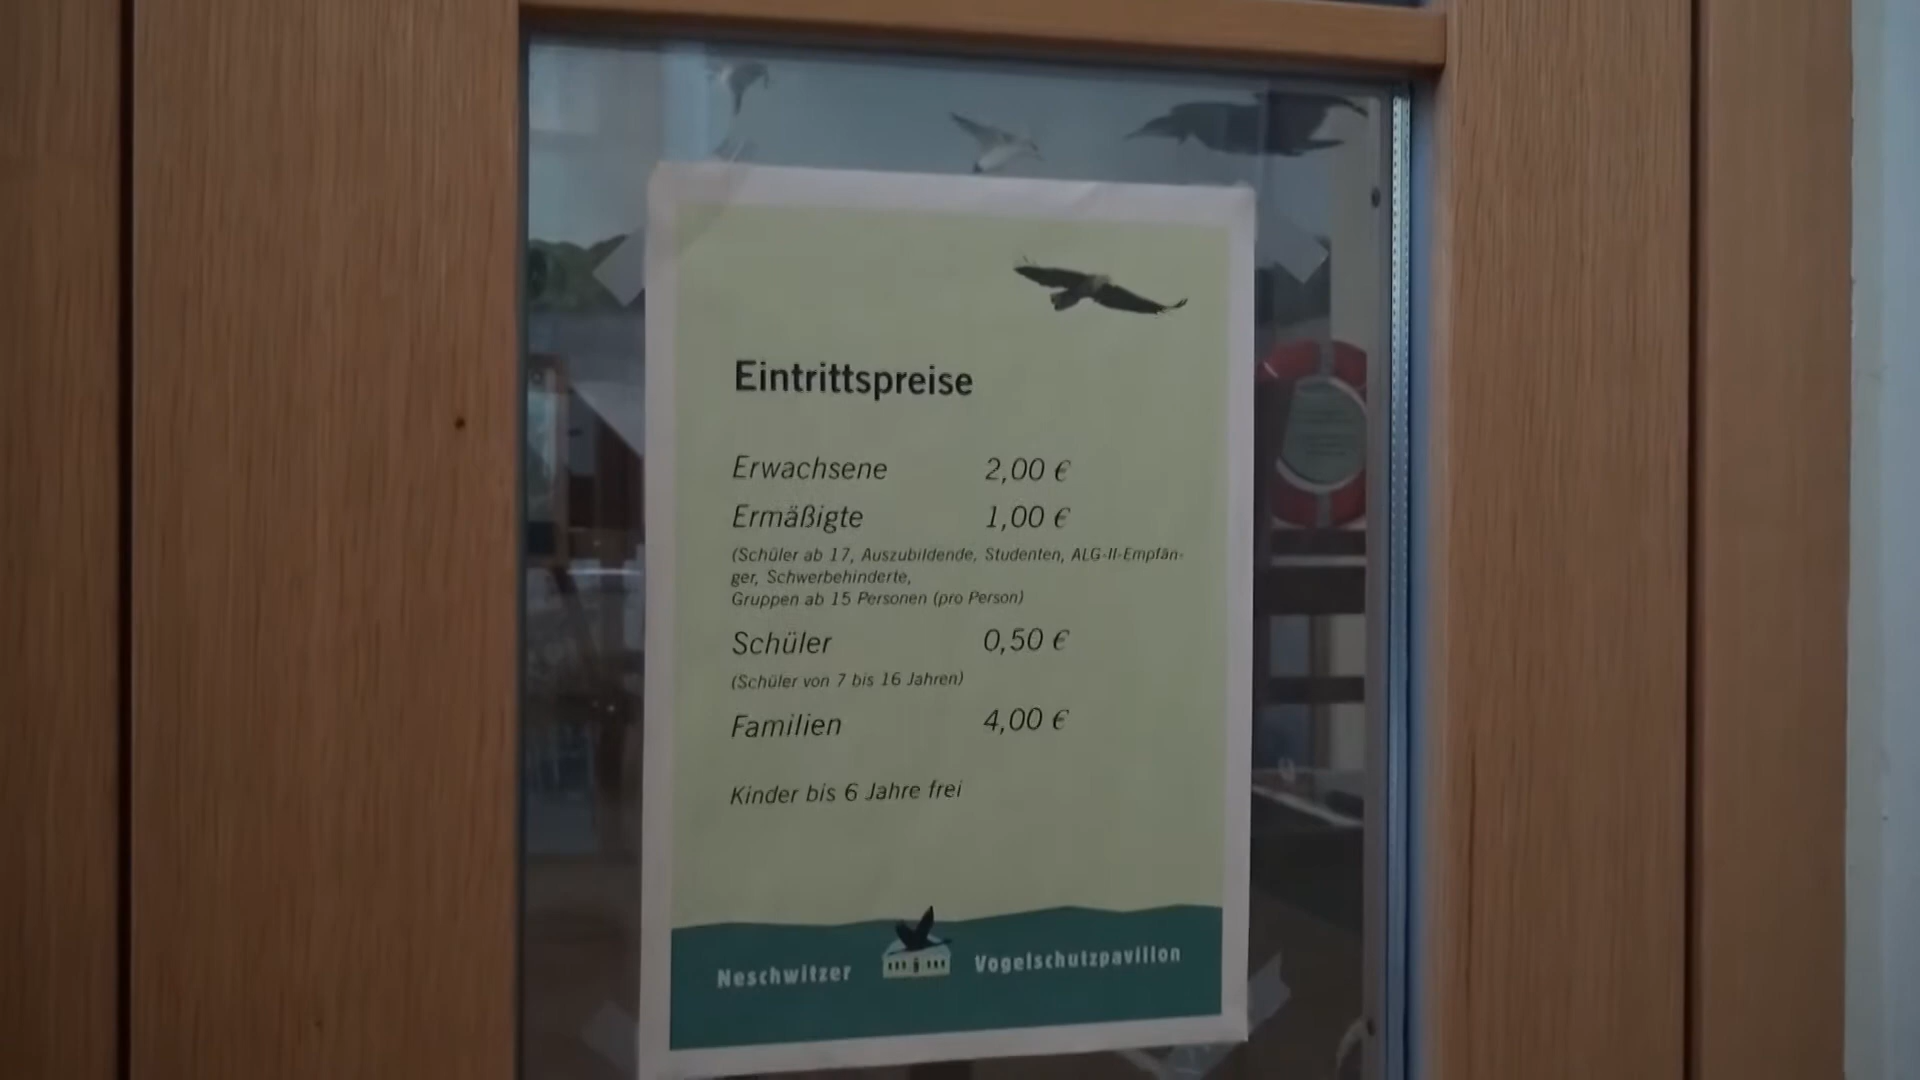 Eintrittspreise
Erwachsene 2,00 €
Ermäßigte 1,00 €
(Schüler ab 17, Auszubildende, Studenten, ALG-II-Empfän-
ger, Schwerbehinderte,
Gruppen ab 15 Personen (pro Person)
Schüler 0,50 €
(Schüler von 7 bis 16 Jahren)
Familien 4,00 €
Kinder bis 6 Jahre frei
Neschwitzer Vogelschutzpavillon